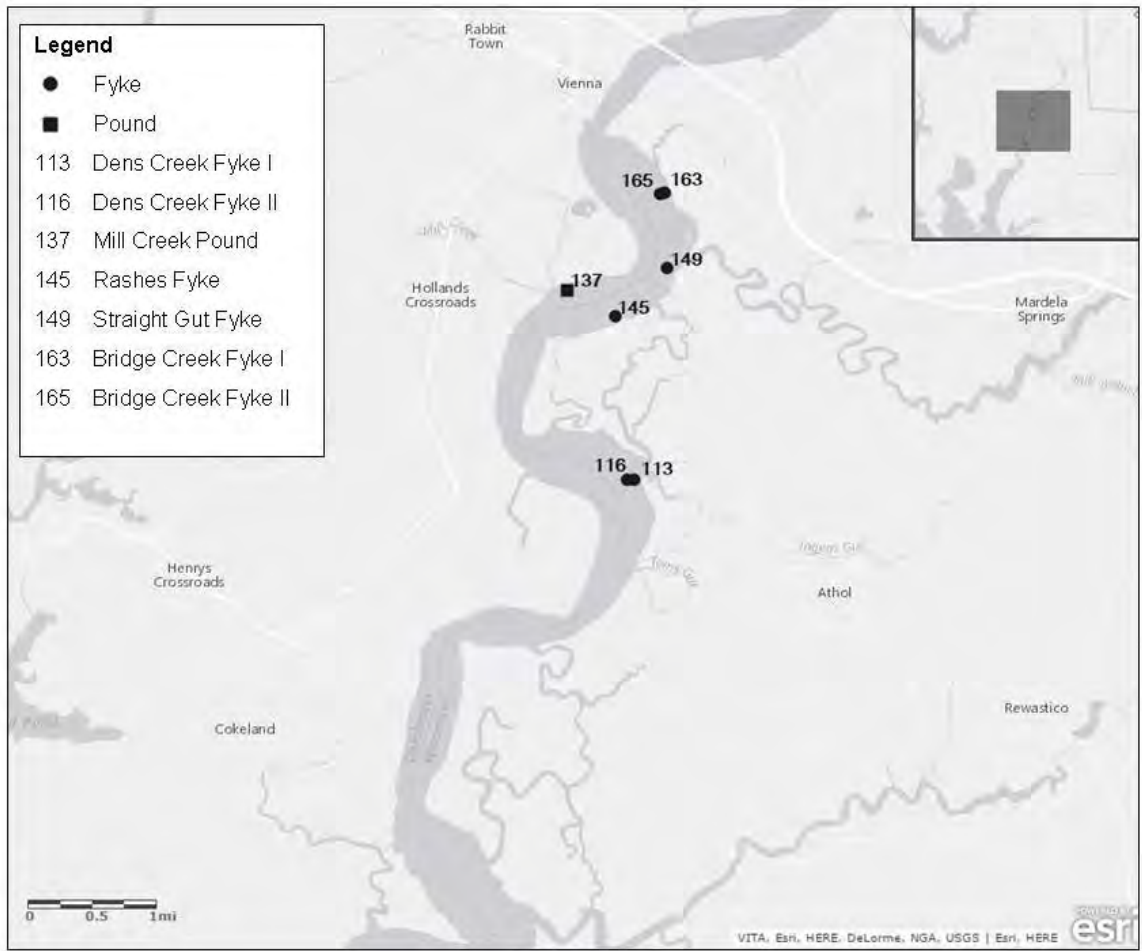 Legend
Fyke
Pound
113 Dens Creek Fyke I
116 Dens Creek Fyke II
137 Mill Creek Pound
145 Rashes Fyke
149 Straight Gut Fyke
163 Bridge Creek Fyke I
165 Bridge Creek Fyke II
Rabbit
Town
Vienna
165 163
149
137
Hollands
Crossroads
145
Mardela
Springs
116 113
Henrys
Crossroads
Athol
Cokeland
Rewastico
0 0.5 1mi
VITA, Esri, HERE, DeLorme, NGA, USGS | Esri, HERE
POWERED BY
esri